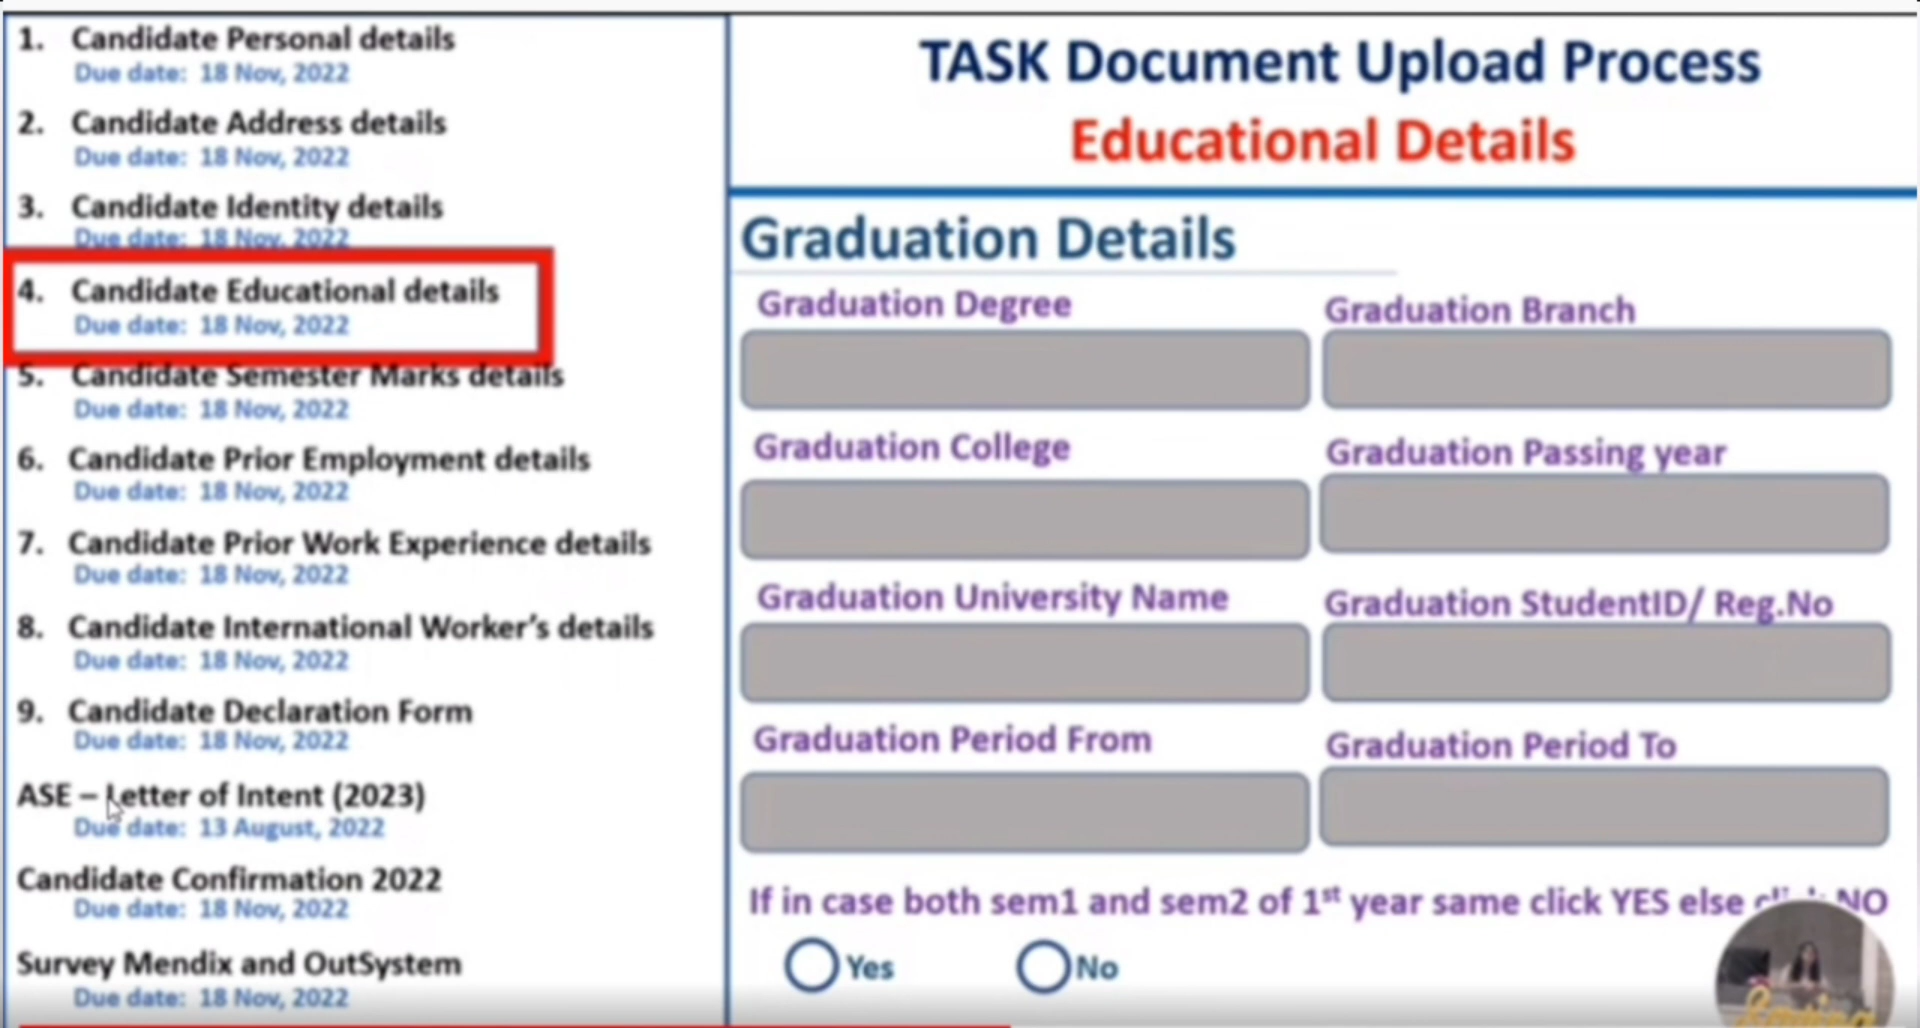 1. Candidate Personal details
Due date: 18 Nov, 2022
2. Candidate Address details
Due date: 18 Nov, 2022
3. Candidate Identity details
Due date: 18 Nov, 2022
4. Candidate Educational details
Due date: 18 Nov, 2022
5. Candidate Semester Marks details
Due date: 18 Nov, 2022
6. Candidate Prior Employment details
Due date: 18 Nov, 2022
7. Candidate Prior Work Experience details
Due date: 18 Nov, 2022
8. Candidate International Worker's details
Due date: 18 Nov, 2022
9. Candidate Declaration Form
Due date: 18 Nov, 2022
ASE – Letter of Intent (2023)
Due date: 13 August, 2022
Candidate Confirmation 2022
Due date: 18 Nov, 2022
Survey Mendix and OutSystem
Due date: 18 Nov, 2022
TASK Document Upload Process
Educational Details
Graduation Details
Graduation Degree
Graduation Branch
Graduation College
Graduation Passing year
Graduation University Name
Graduation StudentID/ Reg.No
Graduation Period From
Graduation Period To
If in case both sem1 and sem2 of 1st year same click YES else NO
Yes
No